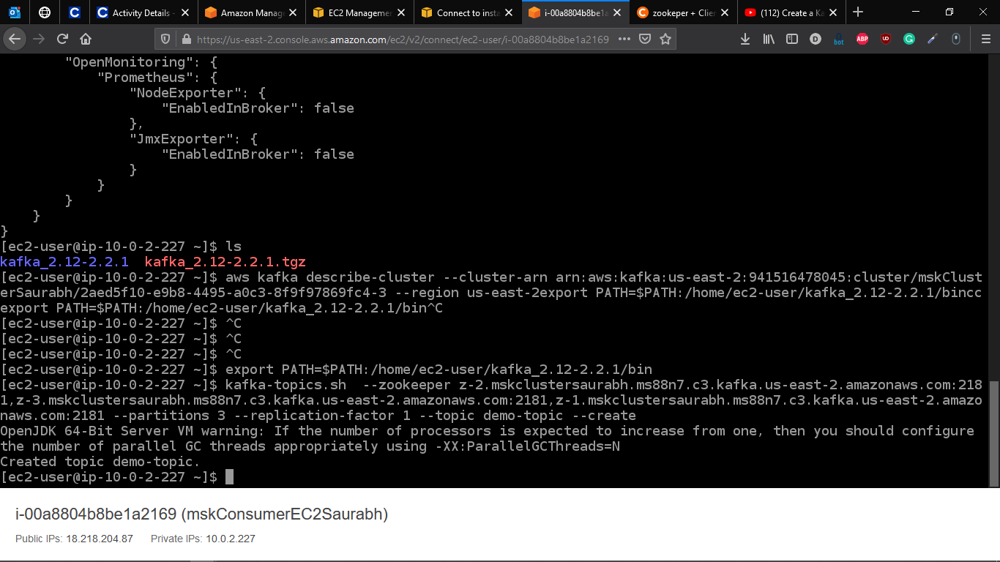 Activity Details -
Amazon Manag
EC2 Managemen
Connect to insta
i-00a8804b8be1a
zookeper + Clien
(112) Create a Ka
https://us-east-2.console.aws.amazon.com/ec2/v2/connect/ec2-user/i-00a8804b8be1a2169
bot
ABP
"OpenMonitoring": {
"Prometheus": {
"NodeExporter": {
"EnabledInBroker": false
},
"JmxExporter": {
"EnabledInBroker": false
}
}
}
}
}
[ec2-user@ip-10-0-2-227 ~]$ ls
kafka_2.12-2.2.1  kafka_2.12-2.2.1.tgz
[ec2-user@ip-10-0-2-227 ~]$ aws kafka describe-cluster --cluster-arn arn:aws:kafka:us-east-2:941516478045:cluster/mskClust
erSaurabh/2aed5f10-e9b8-4495-a0c3-8f9f97869fc4-3 --region us-east-2export PATH=$PATH:/home/ec2-user/kafka_2.12-2.2.1/bincc
export PATH=$PATH:/home/ec2-user/kafka_2.12-2.2.1/bin^C
[ec2-user@ip-10-0-2-227 ~]$ ^C
[ec2-user@ip-10-0-2-227 ~]$ ^C
[ec2-user@ip-10-0-2-227 ~]$ ^C
[ec2-user@ip-10-0-2-227 ~]$ export PATH=$PATH:/home/ec2-user/kafka_2.12-2.2.1/bin
[ec2-user@ip-10-0-2-227 ~]$ kafka-topics.sh  --zookeeper z-2.mskclustersaurabh.ms88n7.c3.kafka.us-east-2.amazonaws.com:218
1,z-3.mskclustersaurabh.ms88n7.c3.kafka.us-east-2.amazonaws.com:2181,z-1.mskclustersaurabh.ms88n7.c3.kafka.us-east-2.amazo
naws.com:2181 --partitions 3 --replication-factor 1 --topic demo-topic --create
OpenJDK 64-Bit Server VM warning: If the number of processors is expected to increase from one, then you should configure
the number of parallel GC threads appropriately using -XX:ParallelGCThreads=N
Created topic demo-topic.
[ec2-user@ip-10-0-2-227 ~]$
i-00a8804b8be1a2169 (mskConsumerEC2Saurabh)
Public IPs: 18.218.204.87 Private IPs: 10.0.2.227